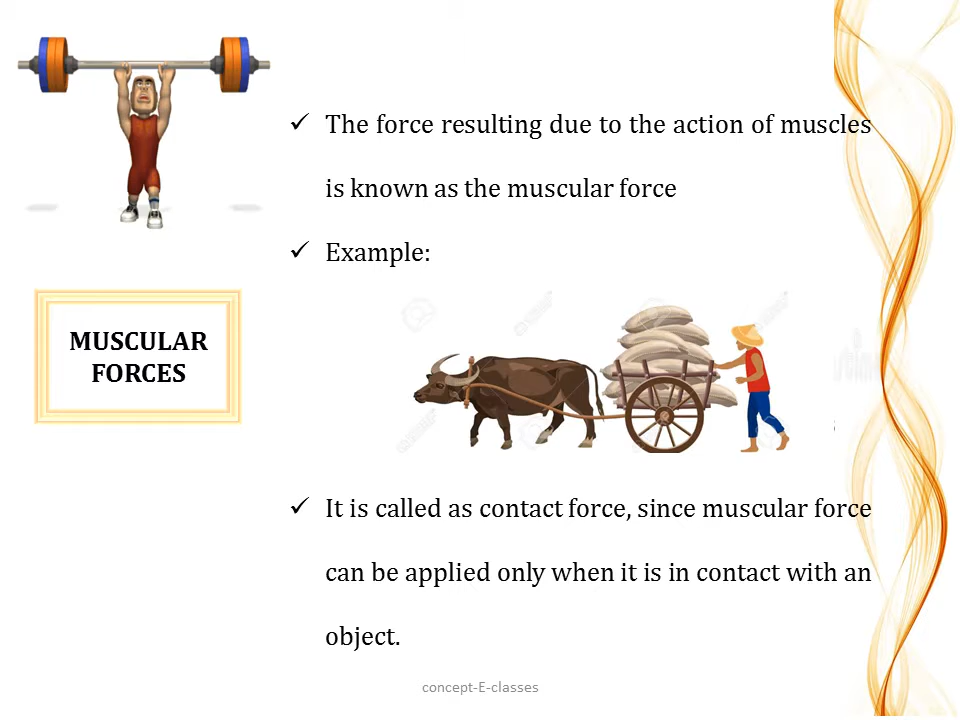 ✓ The force resulting due to the action of muscles
is known as the muscular force
✓ Example:
MUSCULAR
FORCES
✓ It is called as contact force, since muscular force
can be applied only when it is in contact with an
object.
concept-E-classes